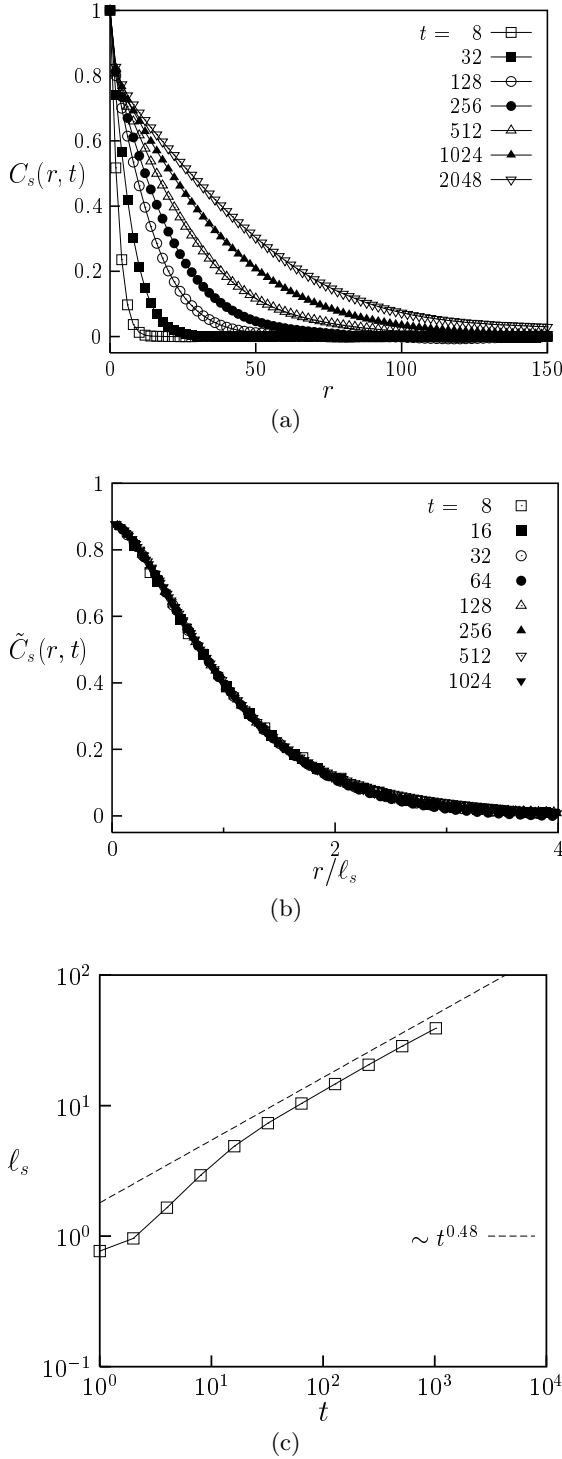 1
0.8
0.6
0.4
0.2
0
C_s(r, t)
t = 8
32
128
256
512
1024
2048
0 50 100 150
r
(a)
1
0.8
0.6
0.4
0.2
0
C̃_s(r, t)
t = 8
16
32
64
128
256
512
1024
0 2 4
r/ℓ_s
(b)
10^2
10^1
10^0
10^{-1}
ℓ_s
∼ t^{0.48}
10^0 10^1 10^2 10^3 10^4
t
(c)